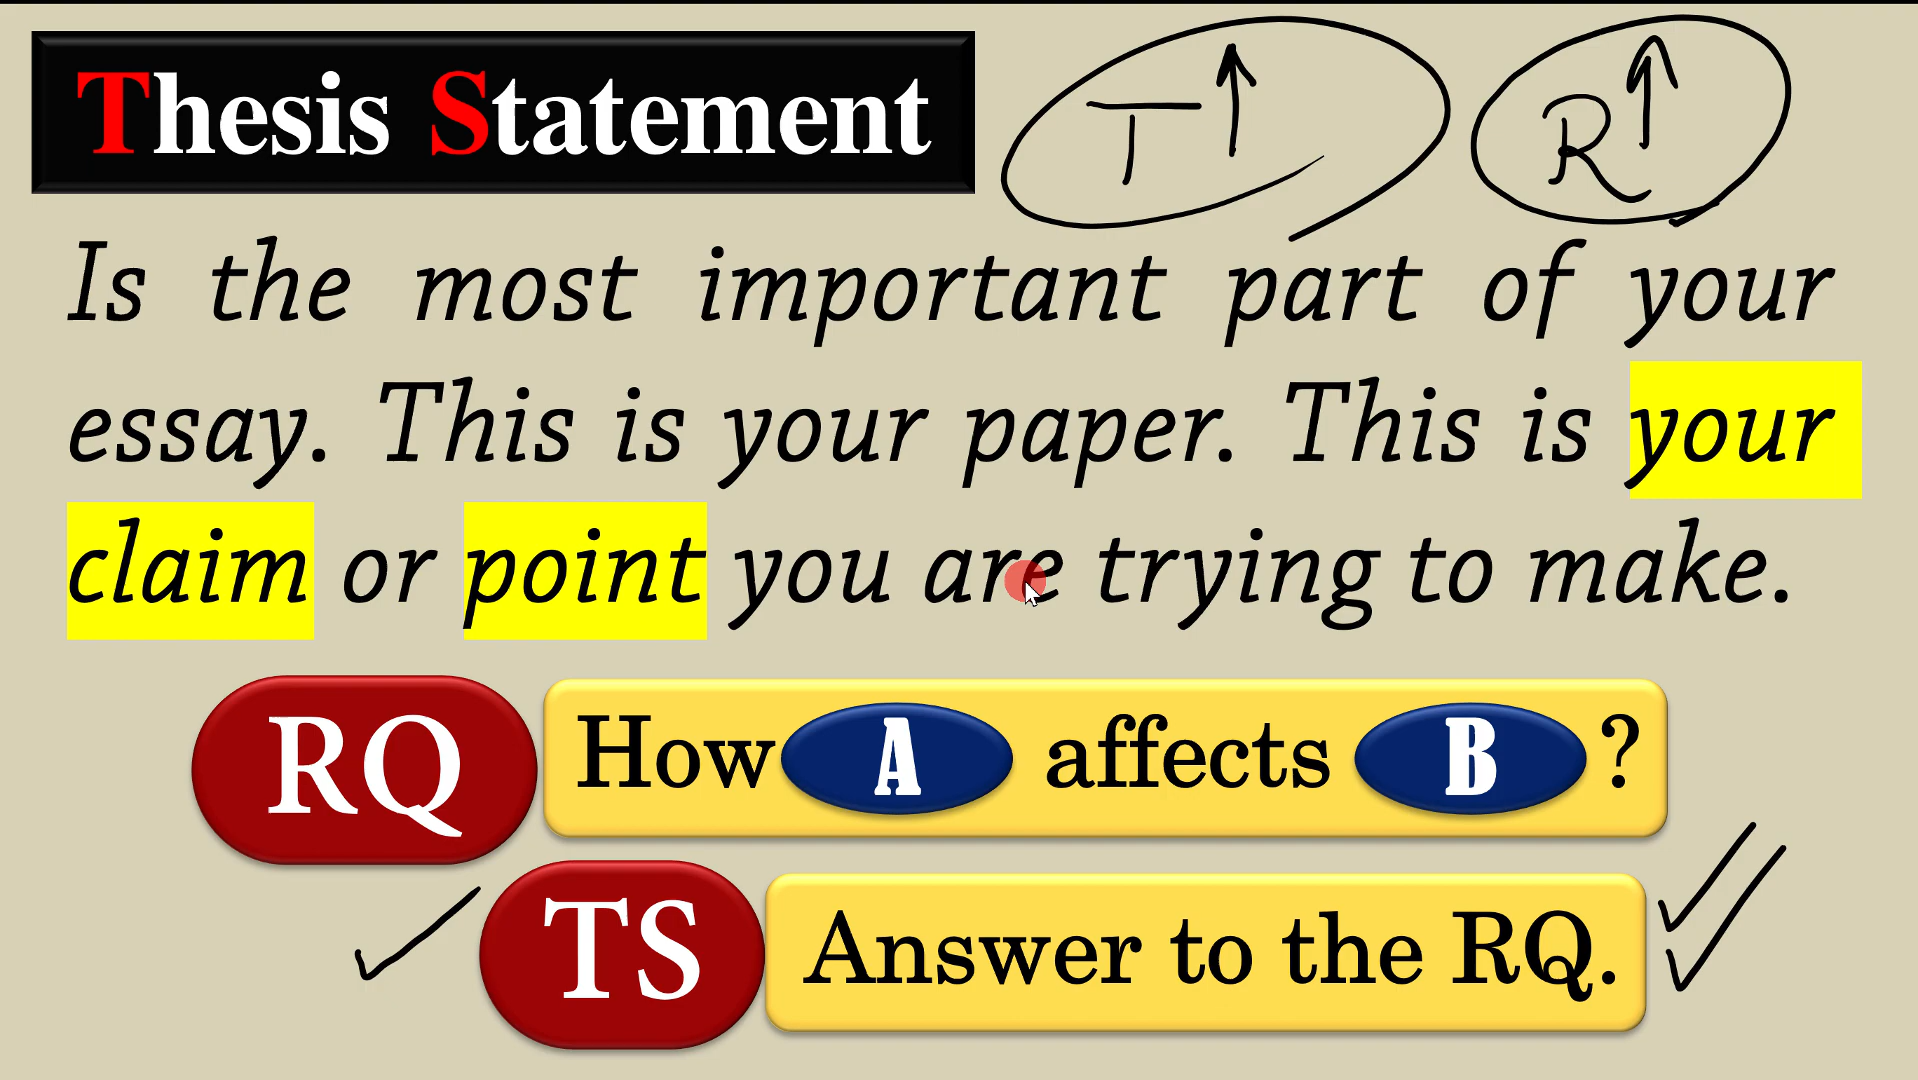 Thesis Statement
T↑ R↑
Is the most important part of your
essay. This is your paper. This is your
claim or point you are trying to make.
RQ How A affects B ?
TS Answer to the RQ.